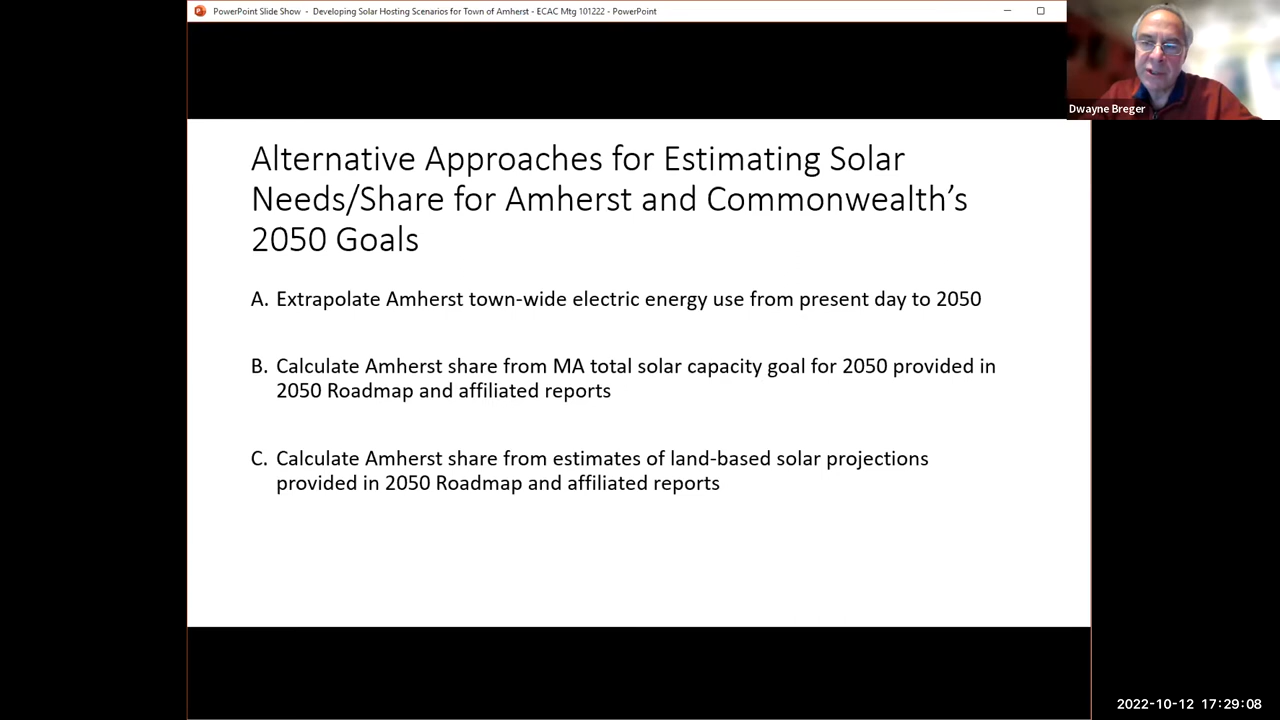 PowerPoint Slide Show - Developing Solar Hosting Scenarios for Town of Amherst - ECAC Mtg 101222 - PowerPoint
Dwayne Breger
Alternative Approaches for Estimating Solar
Needs/Share for Amherst and Commonwealth’s
2050 Goals
A. Extrapolate Amherst town-wide electric energy use from present day to 2050
B. Calculate Amherst share from MA total solar capacity goal for 2050 provided in
2050 Roadmap and affiliated reports
C. Calculate Amherst share from estimates of land-based solar projections
provided in 2050 Roadmap and affiliated reports
2022-10-12 17:29:08